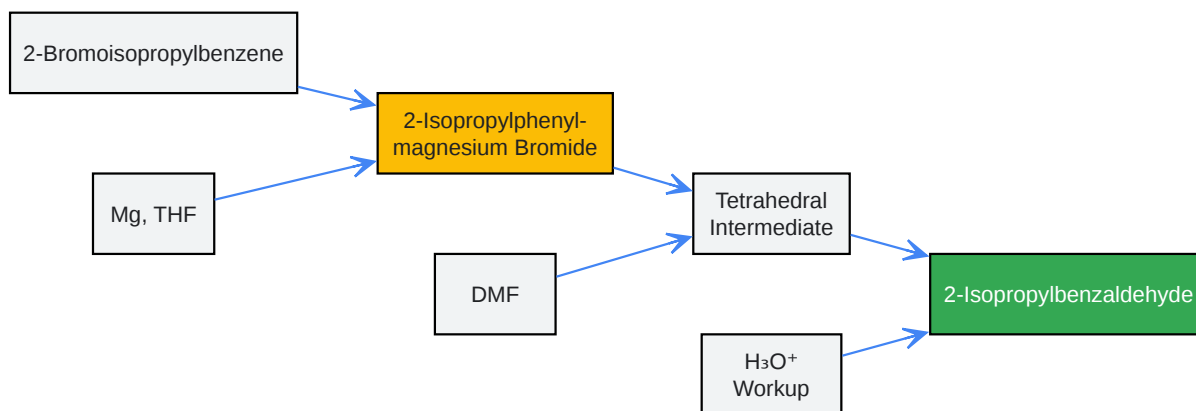 2-Bromoisopropylbenzene
2-Isopropylphenyl-
magnesium Bromide
Mg, THF
Tetrahedral
Intermediate
DMF
2-Isopropylbenzaldehyde
H₃O⁺
Workup